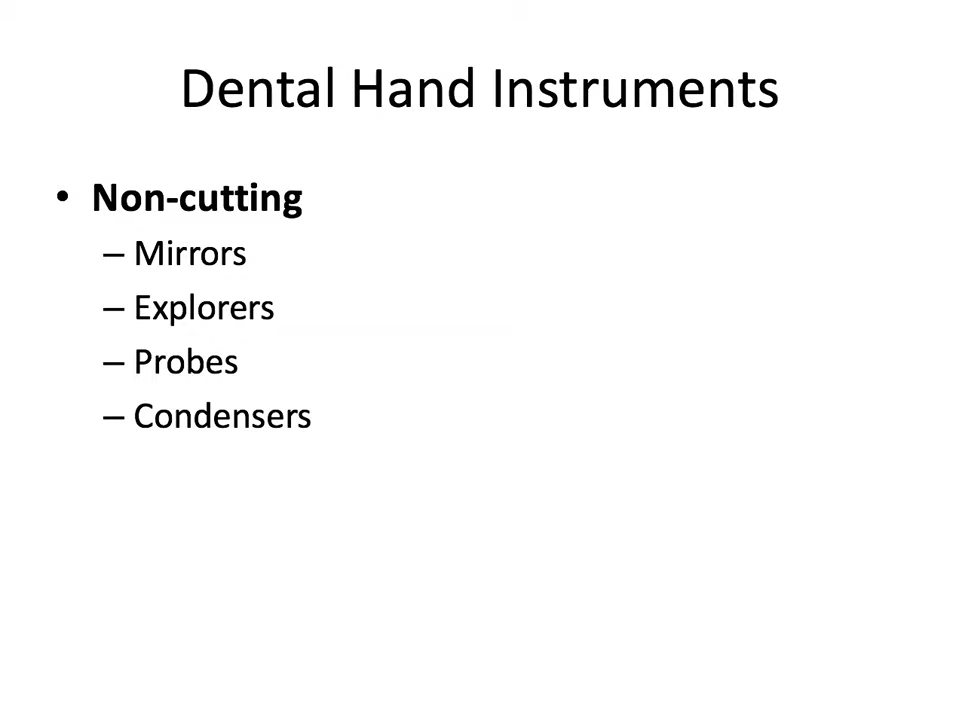 Dental Hand Instruments
• Non-cutting
– Mirrors
– Explorers
– Probes
– Condensers